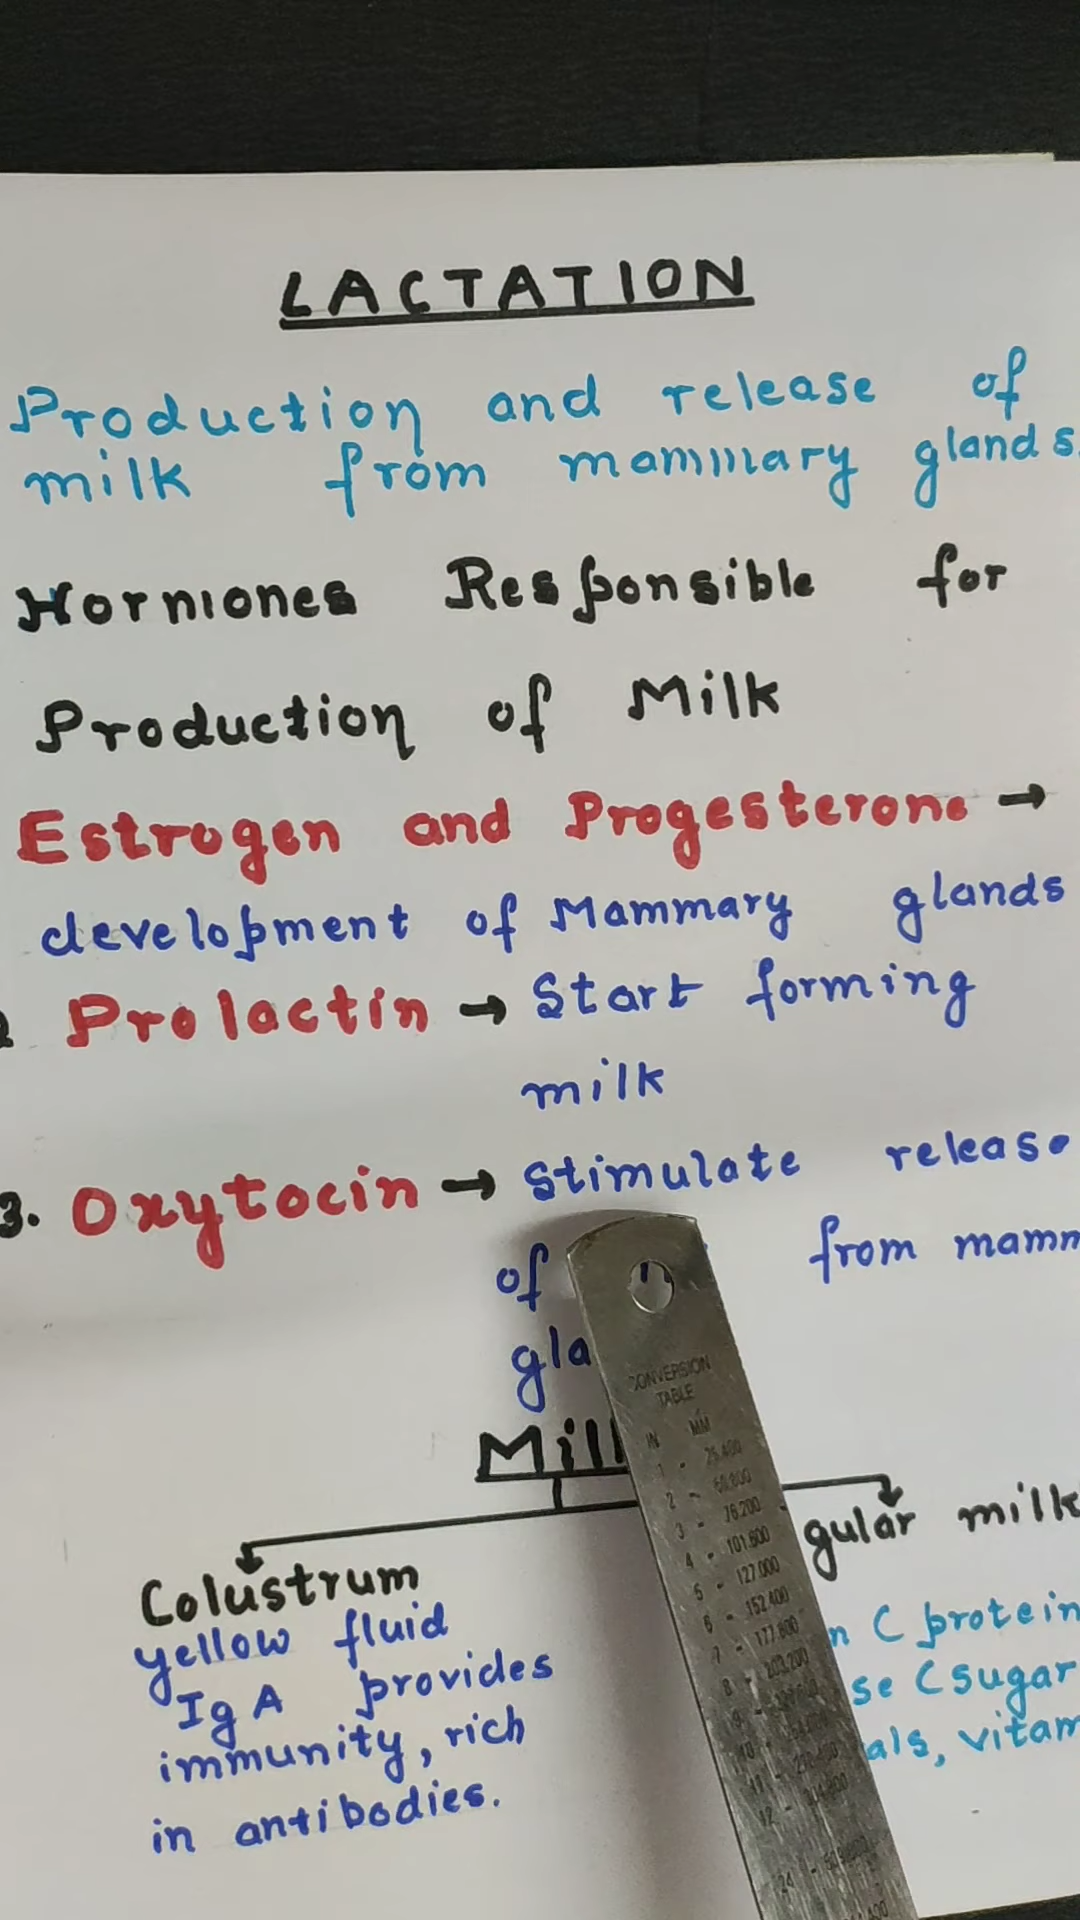 LACTATION
Production and release of
milk from mammary glands.
Hormones Responsible for
Production of Milk
Estrogen and Progesterone →
development of Mammary glands
Prolactin → Start forming
milk
3. Oxytocin → Stimulate release
of from mamm
gla
Mil
Colustrum
gular milk
yellow fluid
IgA provides
immunity, rich
in antibodies.
n C protein
se C sugar
als, vitam
CONVERSION
TABLE
IN MM
1 - 25.400
2 - 50.800
3 - 76.200
4 - 101.600
5 - 127.000
6 - 152.400
7 - 177.800
8 - 203.200